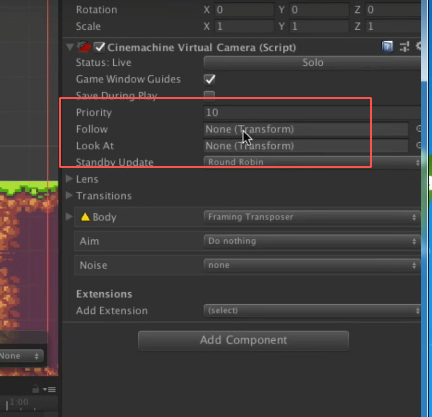 Rotation X 0 Y 0 Z 0
Scale X 1 Y 1 Z 1
Cinemachine Virtual Camera (Script)
Status: Live Solo
Game Window Guides
Save During Play
Priority 10
Follow None (Transform)
Look At None (Transform)
Standby Update Round Robin
Lens
Transitions
Body Framing Transposer
Aim Do nothing
Noise none
Extensions
Add Extension (select)
Add Component
None
1:00